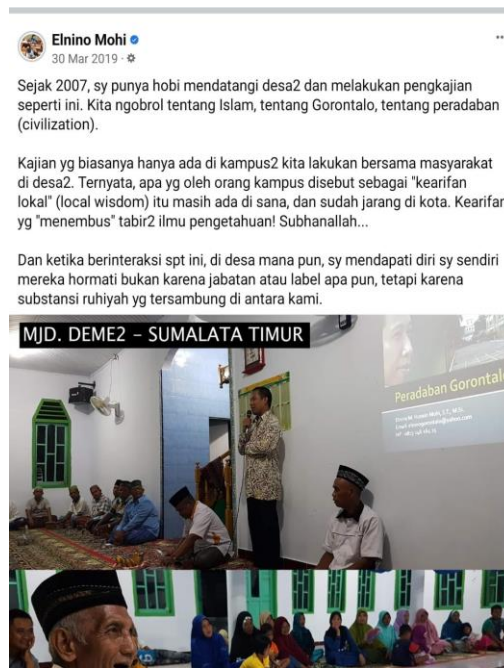 Elnino Mohi
30 Mar 2019 ·
Sejak 2007, sy punya hobi mendatangi desa2 dan melakukan pengkajian
seperti ini. Kita ngobrol tentang Islam, tentang Gorontalo, tentang peradaban
(civilization).
Kajian yg biasanya hanya ada di kampus2 kita lakukan bersama masyarakat
di desa2. Ternyata, apa yg oleh orang kampus disebut sebagai "kearifan
lokal" (local wisdom) itu masih ada di sana, dan sudah jarang di kota. Kearifan
yg "menembus" tabir2 ilmu pengetahuan! Subhanallah...
Dan ketika berinteraksi spt ini, di desa mana pun, sy mendapati diri sy sendiri
mereka hormati bukan karena jabatan atau label apa pun, tetapi karena
substansi ruhiyah yg tersambung di antara kami.
MJD. DEME2 - SUMALATA TIMUR
Peradaban Gorontalo